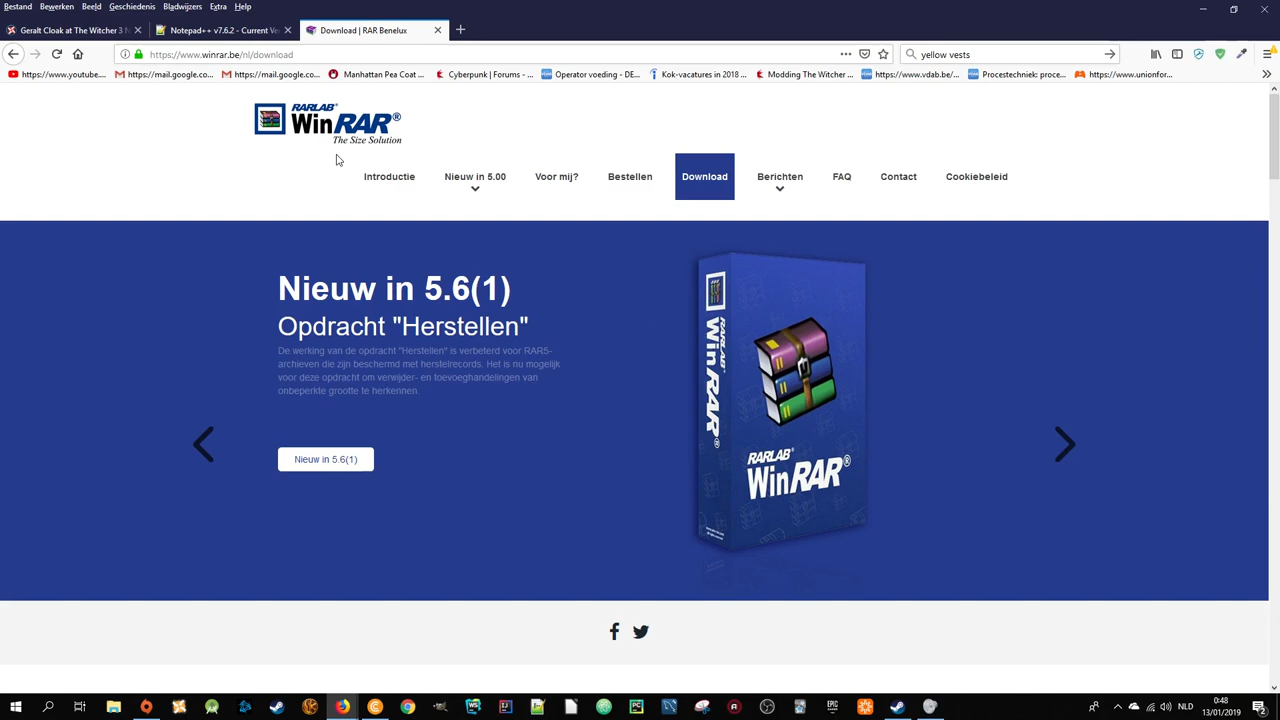 Bestand Bewerken Beeld Geschiedenis Bladwijzers Extra Help
Geralt Cloak at The Witcher 3 N
Notepad++ v7.6.2 - Current Ve
Download | RAR Benelux
https://www.winrar.be/nl/download
yellow vests
https://www.youtube....
https://mail.google.co...
https://mail.google.co...
Manhattan Pea Coat ...
Cyberpunk | Forums - ...
Operator voeding - DE...
Kok-vacatures in 2018 ...
Modding The Witcher ...
https://www.vdab.be/...
Procestechniek: proce...
https://www.unionfor...
RARLAB®
WinRAR®
The Size Solution
Introductie
Nieuw in 5.00
Voor mij?
Bestellen
Download
Berichten
FAQ
Contact
Cookiebeleid
Nieuw in 5.6(1)
Opdracht "Herstellen"
De werking van de opdracht "Herstellen" is verbeterd voor RAR5-
archieven die zijn beschermd met herstelrecords. Het is nu mogelijk
voor deze opdracht om verwijder- en toevoeghandelingen van
onbeperkte grootte te herkennen.
Nieuw in 5.6(1)
RARLAB
WinRAR®
RARLAB
WinRAR®
NLD
0:48
13/01/2019